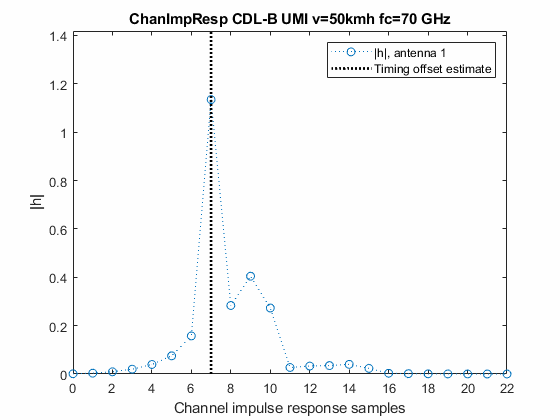 ChanImpResp CDL-B UMI v=50kmh fc=70 GHz
|h|, antenna 1
Timing offset estimate
1.4
1.2
1
0.8
0.6
0.4
0.2
0
|h|
0 2 4 6 8 10 12 14 16 18 20 22
Channel impulse response samples